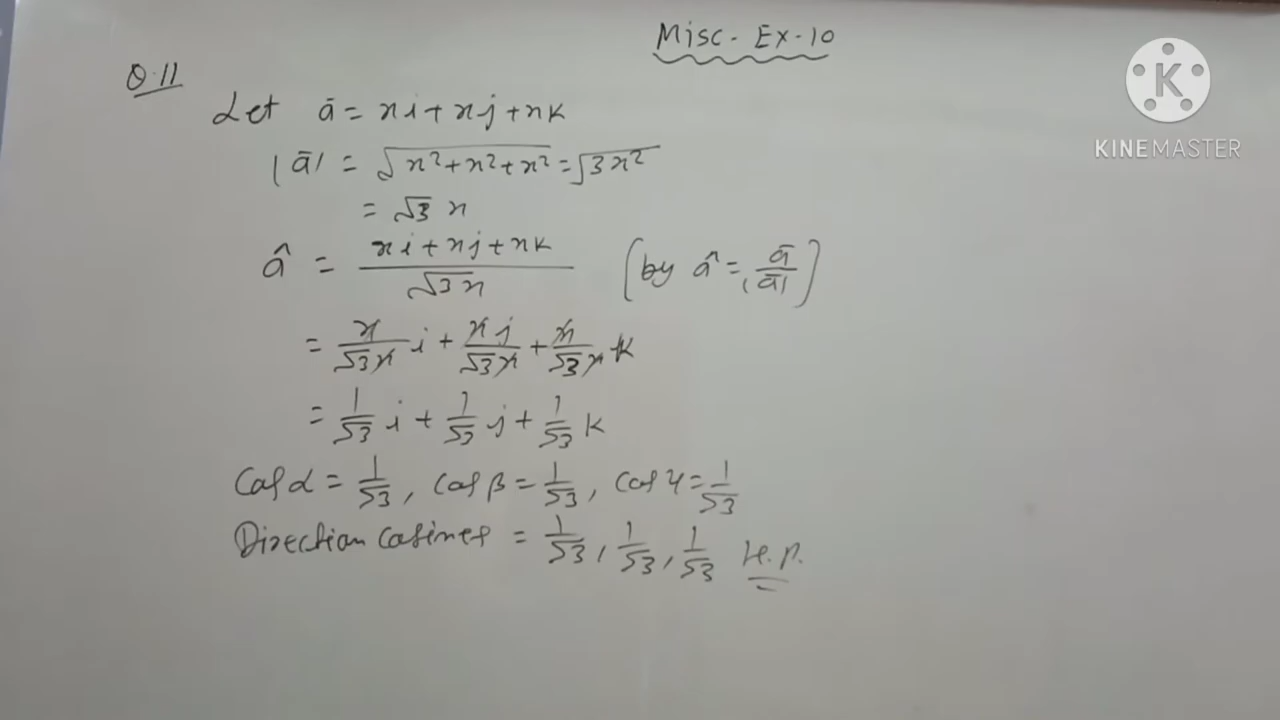 Misc- Ex-10
Q.11
K
KINEMASTER
Let ā = xi + xj + xk
|ā| = √x²+x²+x² = √3x²
= √3 x
â = xi + xj + xk / √3x (by â = ā/|ā|)
= x/√3x i + xj/√3x + x/√3x k
= 1/√3 i + 1/√3 j + 1/√3 k
Cos α = 1/√3, Cos β = 1/√3, Cos γ = 1/√3
Direction Cosines = 1/√3, 1/√3, 1/√3 H.P.